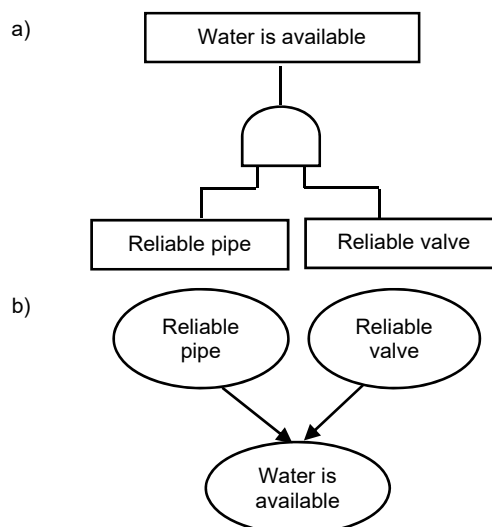 a)
Water is available
Reliable pipe
Reliable valve
b)
Reliable
pipe
Reliable
valve
Water is
available